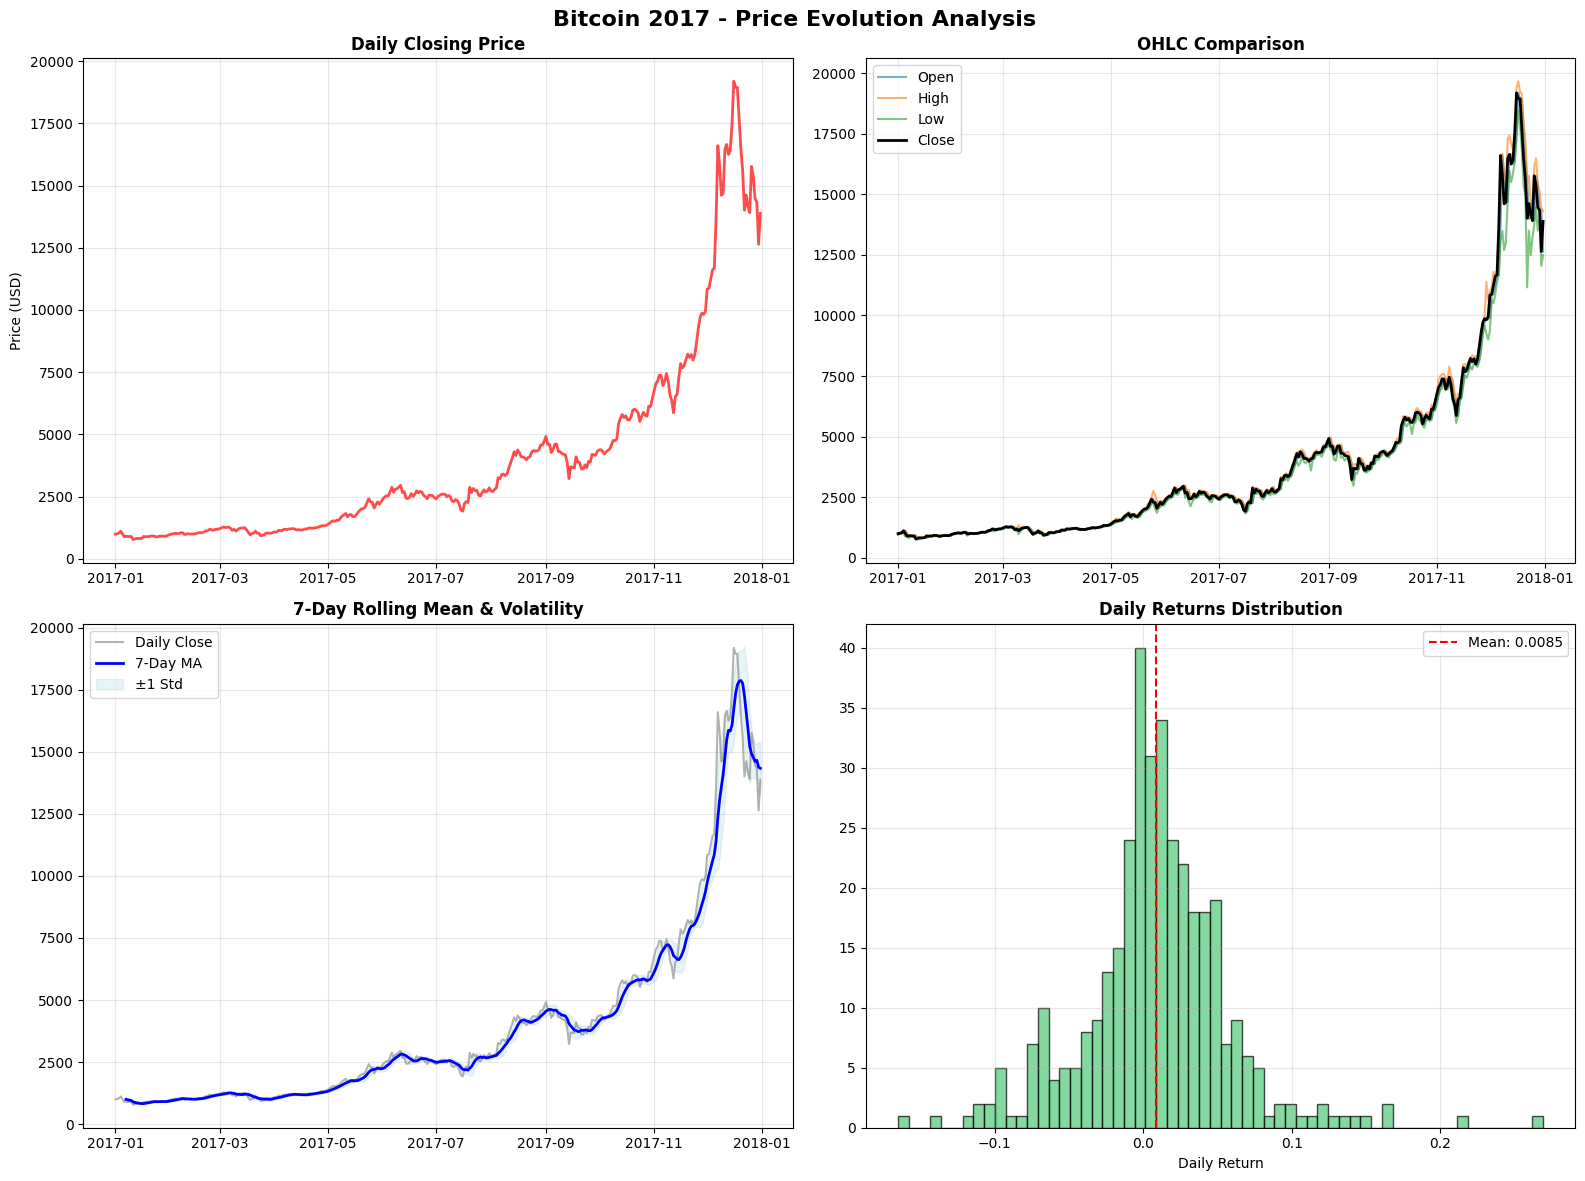 Bitcoin 2017 - Price Evolution Analysis
Daily Closing Price
Price (USD)
20000
17500
15000
12500
10000
7500
5000
2500
0
2017-01 2017-03 2017-05 2017-07 2017-09 2017-11 2018-01
OHLC Comparison
Open
High
Low
Close
20000
17500
15000
12500
10000
7500
5000
2500
0
2017-01 2017-03 2017-05 2017-07 2017-09 2017-11 2018-01
7-Day Rolling Mean & Volatility
Daily Close
7-Day MA
±1 Std
20000
17500
15000
12500
10000
7500
5000
2500
0
2017-01 2017-03 2017-05 2017-07 2017-09 2017-11 2018-01
Daily Returns Distribution
Mean: 0.0085
40
35
30
25
20
15
10
5
0
−0.1 0.0 0.1 0.2
Daily Return